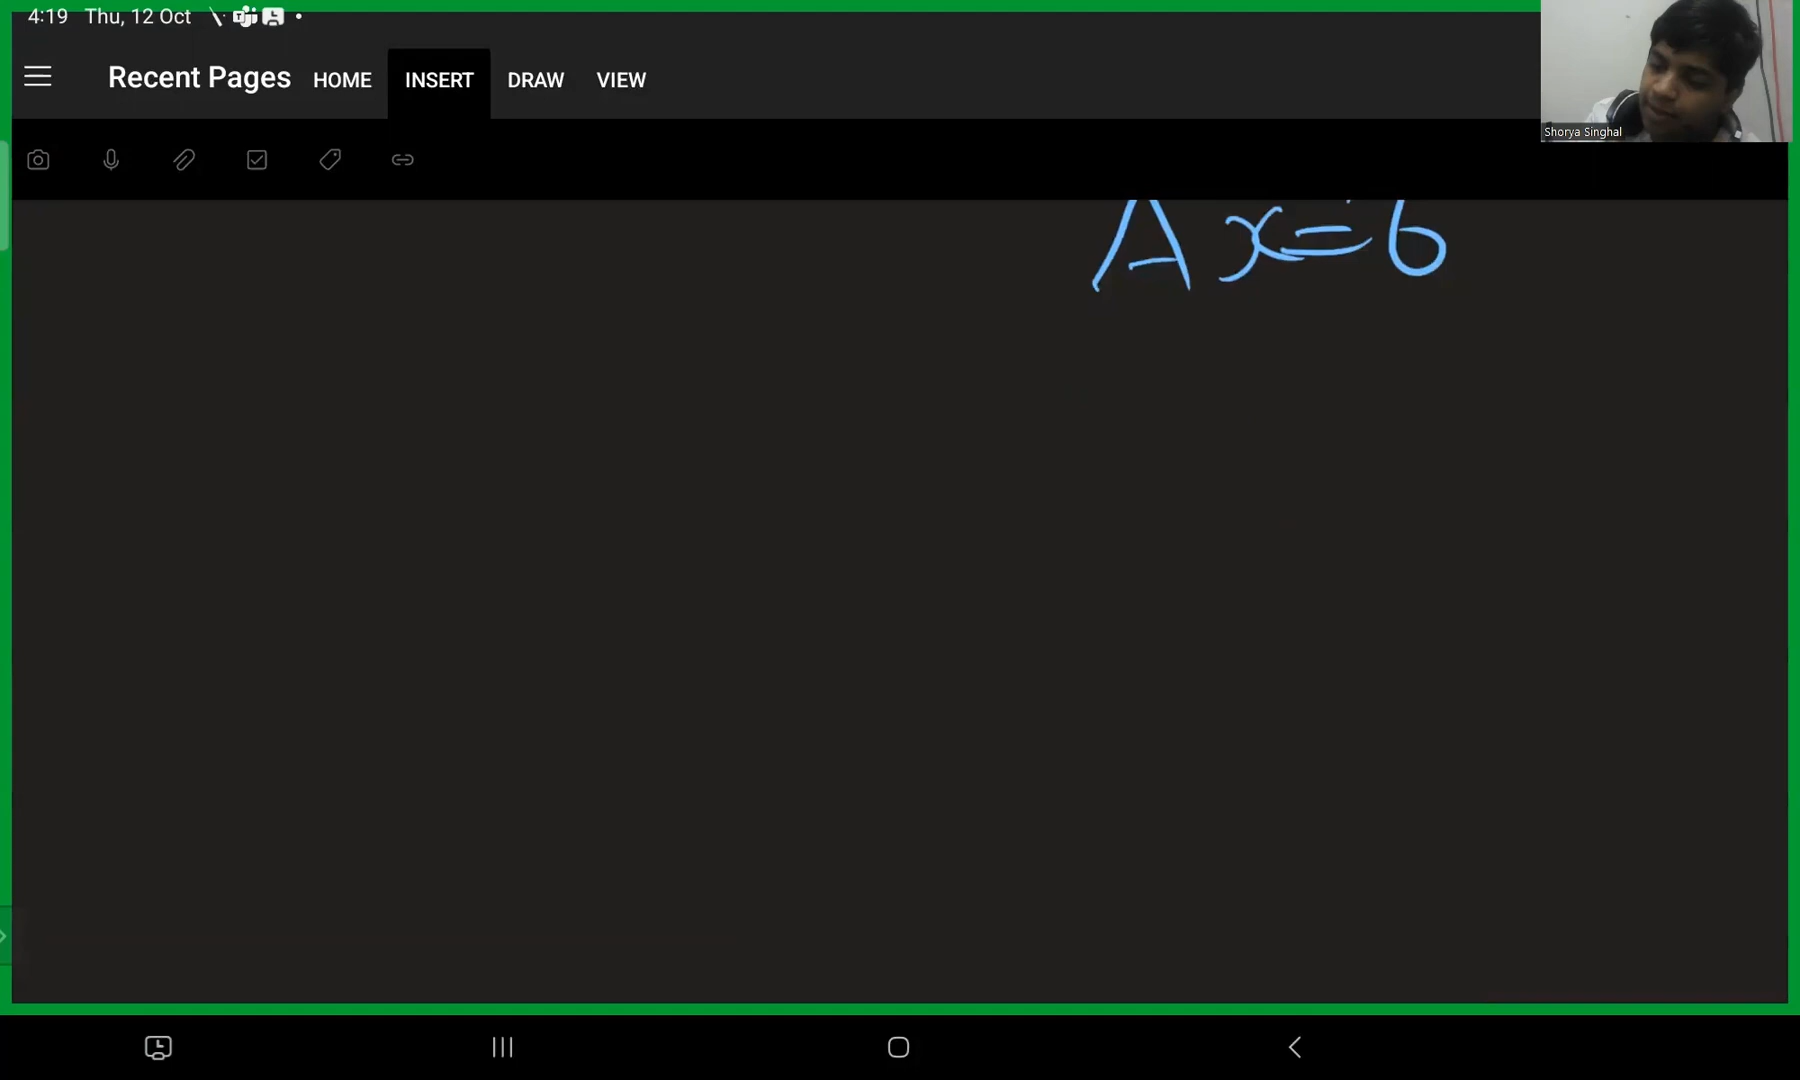 4:19 Thu, 12 Oct
Recent Pages HOME INSERT DRAW VIEW
Shorya Singhal
Ax=b